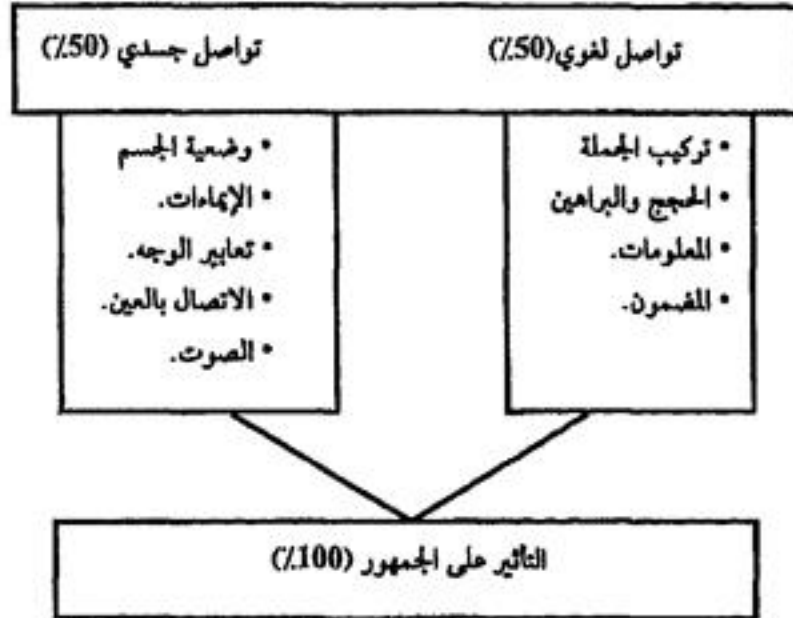 تواصل لغوي(50٪)
تواصل جسدي (50٪)
• تركيب الجملة
الحجج والبراهين
• المعلومات.
• المضمون.
• وضعية الجسم
• الإيماءات.
• تعابير الوجه.
• الاتصال بالعين.
• الصوت.
التأثير على الجمهور (100٪)